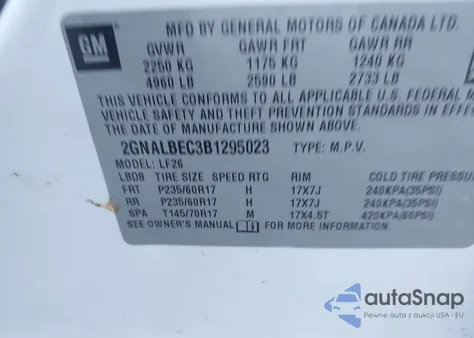 GM
MFD BY GENERAL MOTORS OF CANADA LTD.
GVWR GAWR FRT GAWR RR
2250 KG 1175 KG 1240 KG
4960 LB 2590 LB 2733 LB
THIS VEHICLE CONFORMS TO ALL APPLICABLE U.S. FEDERAL
VEHICLE SAFETY AND THEFT PREVENTION STANDARDS IN EFFE
THE DATE OF MANUFACTURE SHOWN ABOVE.
2GNALBEC3B1295023 TYPE: M.P.V.
MODEL: LF26
LBDB TIRE SIZE SPEED RTG RIM COLD TIRE PRESSU
FRT P235/60R17 H 17X7J 240KPA(35PSI)
RR P235/60R17 H 17X7J 240KPA(35PSI)
SPA T145/70R17 M 17X4.5T 420KPA(60PSI)
SEE OWNER'S MANUAL FOR MORE INFORMATION.
autoSnap
Pewne auta z USA - EU